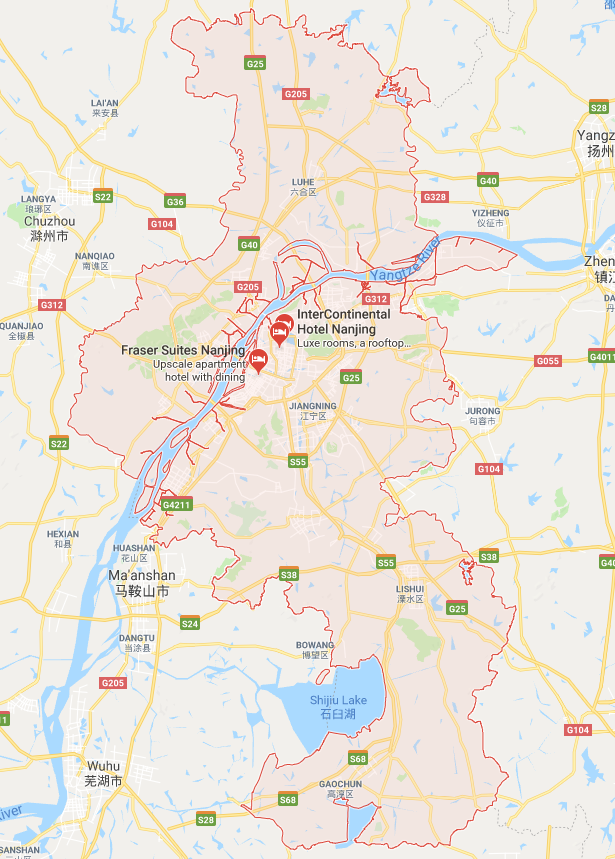 G25
G205
LAI'AN
来安县
S28
Yangz
扬州
LUHE
六合区
G40
LANGYA
琅琊区
S22
G36
G328
Chuzhou
滁州市
G104
YIZHENG
仪征市
G40
Yangtze River
NANQIAO
南谯区
Zhen
镇江
G205
G312
G312
DA
丹
QUANJIAO
全椒县
InterContinental
Hotel Nanjing
Luxe rooms, a rooftop...
Fraser Suites Nanjing
Upscale apartment
hotel with dining
G055
G4011
G25
JIANGNING
江宁区
JURONG
句容市
S22
S55
G104
G4211
HEXIAN
和县
HUASHAN
花山区
S38
S55
S38
G40
Ma'anshan
马鞍山市
LISHUI
溧水区
G25
S24
DANGTU
当涂县
BOWANG
博望区
G205
Shijiu Lake
石臼湖
11
G104
Wuhu
芜湖市
S68
GAOCHUN
高淳区
S68
River
S28
SANSHAN